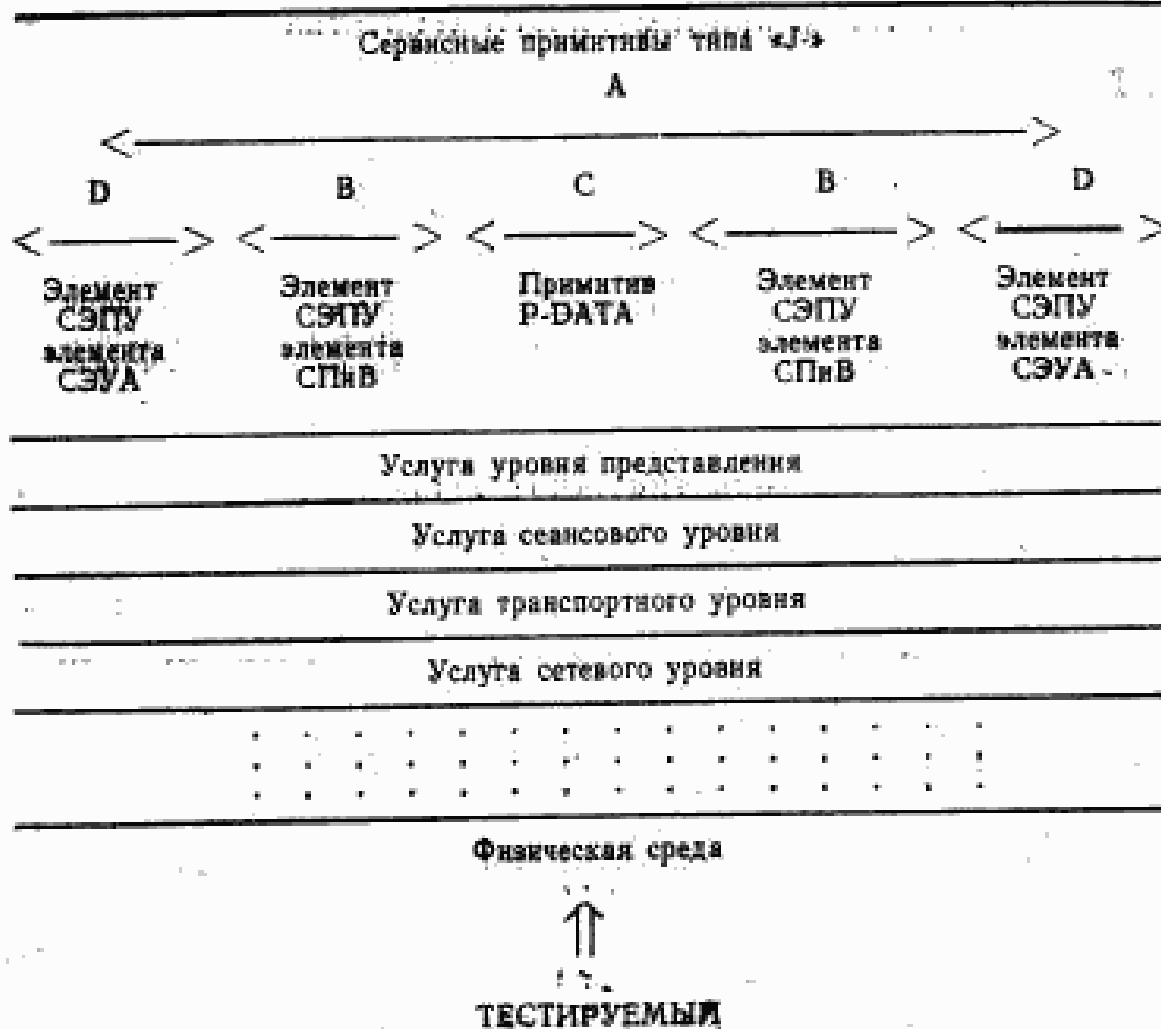 Сервисные примитивы типа «J-»
A
D B C B D
Элемент Элемент Примитив Элемент Элемент
СЭПУ СЭПУ P-DATA СЭПУ СЭПУ
элемента элемента элемента элемента
СЭУА СПиВ СПиВ СЭУА
Услуга уровня представления
Услуга сеансового уровня
Услуга транспортного уровня
Услуга сетевого уровня
Физическая среда
ТЕСТИРУЕМЫЙ